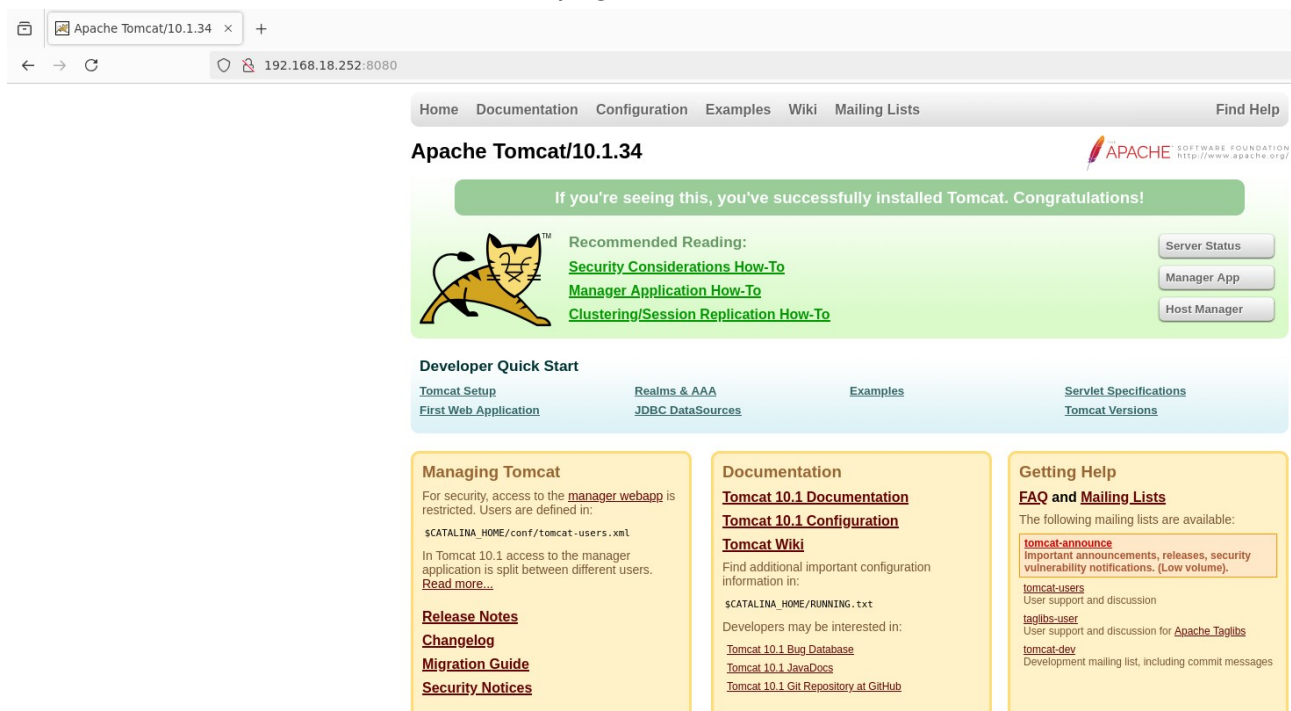 Apache Tomcat/10.1.34
192.168.18.252:8080
Home Documentation Configuration Examples Wiki Mailing Lists Find Help
Apache Tomcat/10.1.34
THE APACHE SOFTWARE FOUNDATION
http://www.apache.org/
If you're seeing this, you've successfully installed Tomcat. Congratulations!
TM
Recommended Reading:
Security Considerations How-To
Manager Application How-To
Clustering/Session Replication How-To
Server Status
Manager App
Host Manager
Developer Quick Start
Tomcat Setup
First Web Application
Realms & AAA
JDBC DataSources
Examples
Servlet Specifications
Tomcat Versions
Managing Tomcat
For security, access to the manager webapp is
restricted. Users are defined in:
$CATALINA_HOME/conf/tomcat-users.xml
In Tomcat 10.1 access to the manager
application is split between different users.
Read more...
Release Notes
Changelog
Migration Guide
Security Notices
Documentation
Tomcat 10.1 Documentation
Tomcat 10.1 Configuration
Tomcat Wiki
Find additional important configuration
information in:
$CATALINA_HOME/RUNNING.txt
Developers may be interested in:
Tomcat 10.1 Bug Database
Tomcat 10.1 JavaDocs
Tomcat 10.1 Git Repository at GitHub
Getting Help
FAQ and Mailing Lists
The following mailing lists are available:
tomcat-announce
Important announcements, releases, security
vulnerability notifications. (Low volume).
tomcat-users
User support and discussion
taglibs-user
User support and discussion for Apache Taglibs
tomcat-dev
Development mailing list, including commit messages